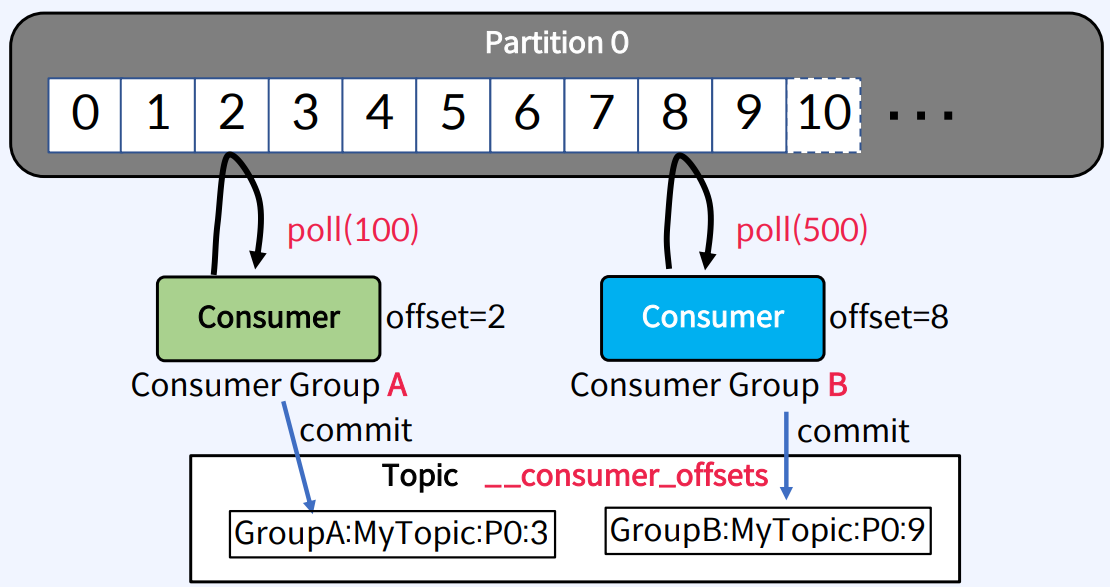 Partition 0
0 1 2 3 4 5 6 7 8 9 10 ...
poll(100) poll(500)
Consumer offset=2 Consumer offset=8
Consumer Group A Consumer Group B
commit commit
Topic __consumer_offsets
GroupA:MyTopic:P0:3 GroupB:MyTopic:P0:9